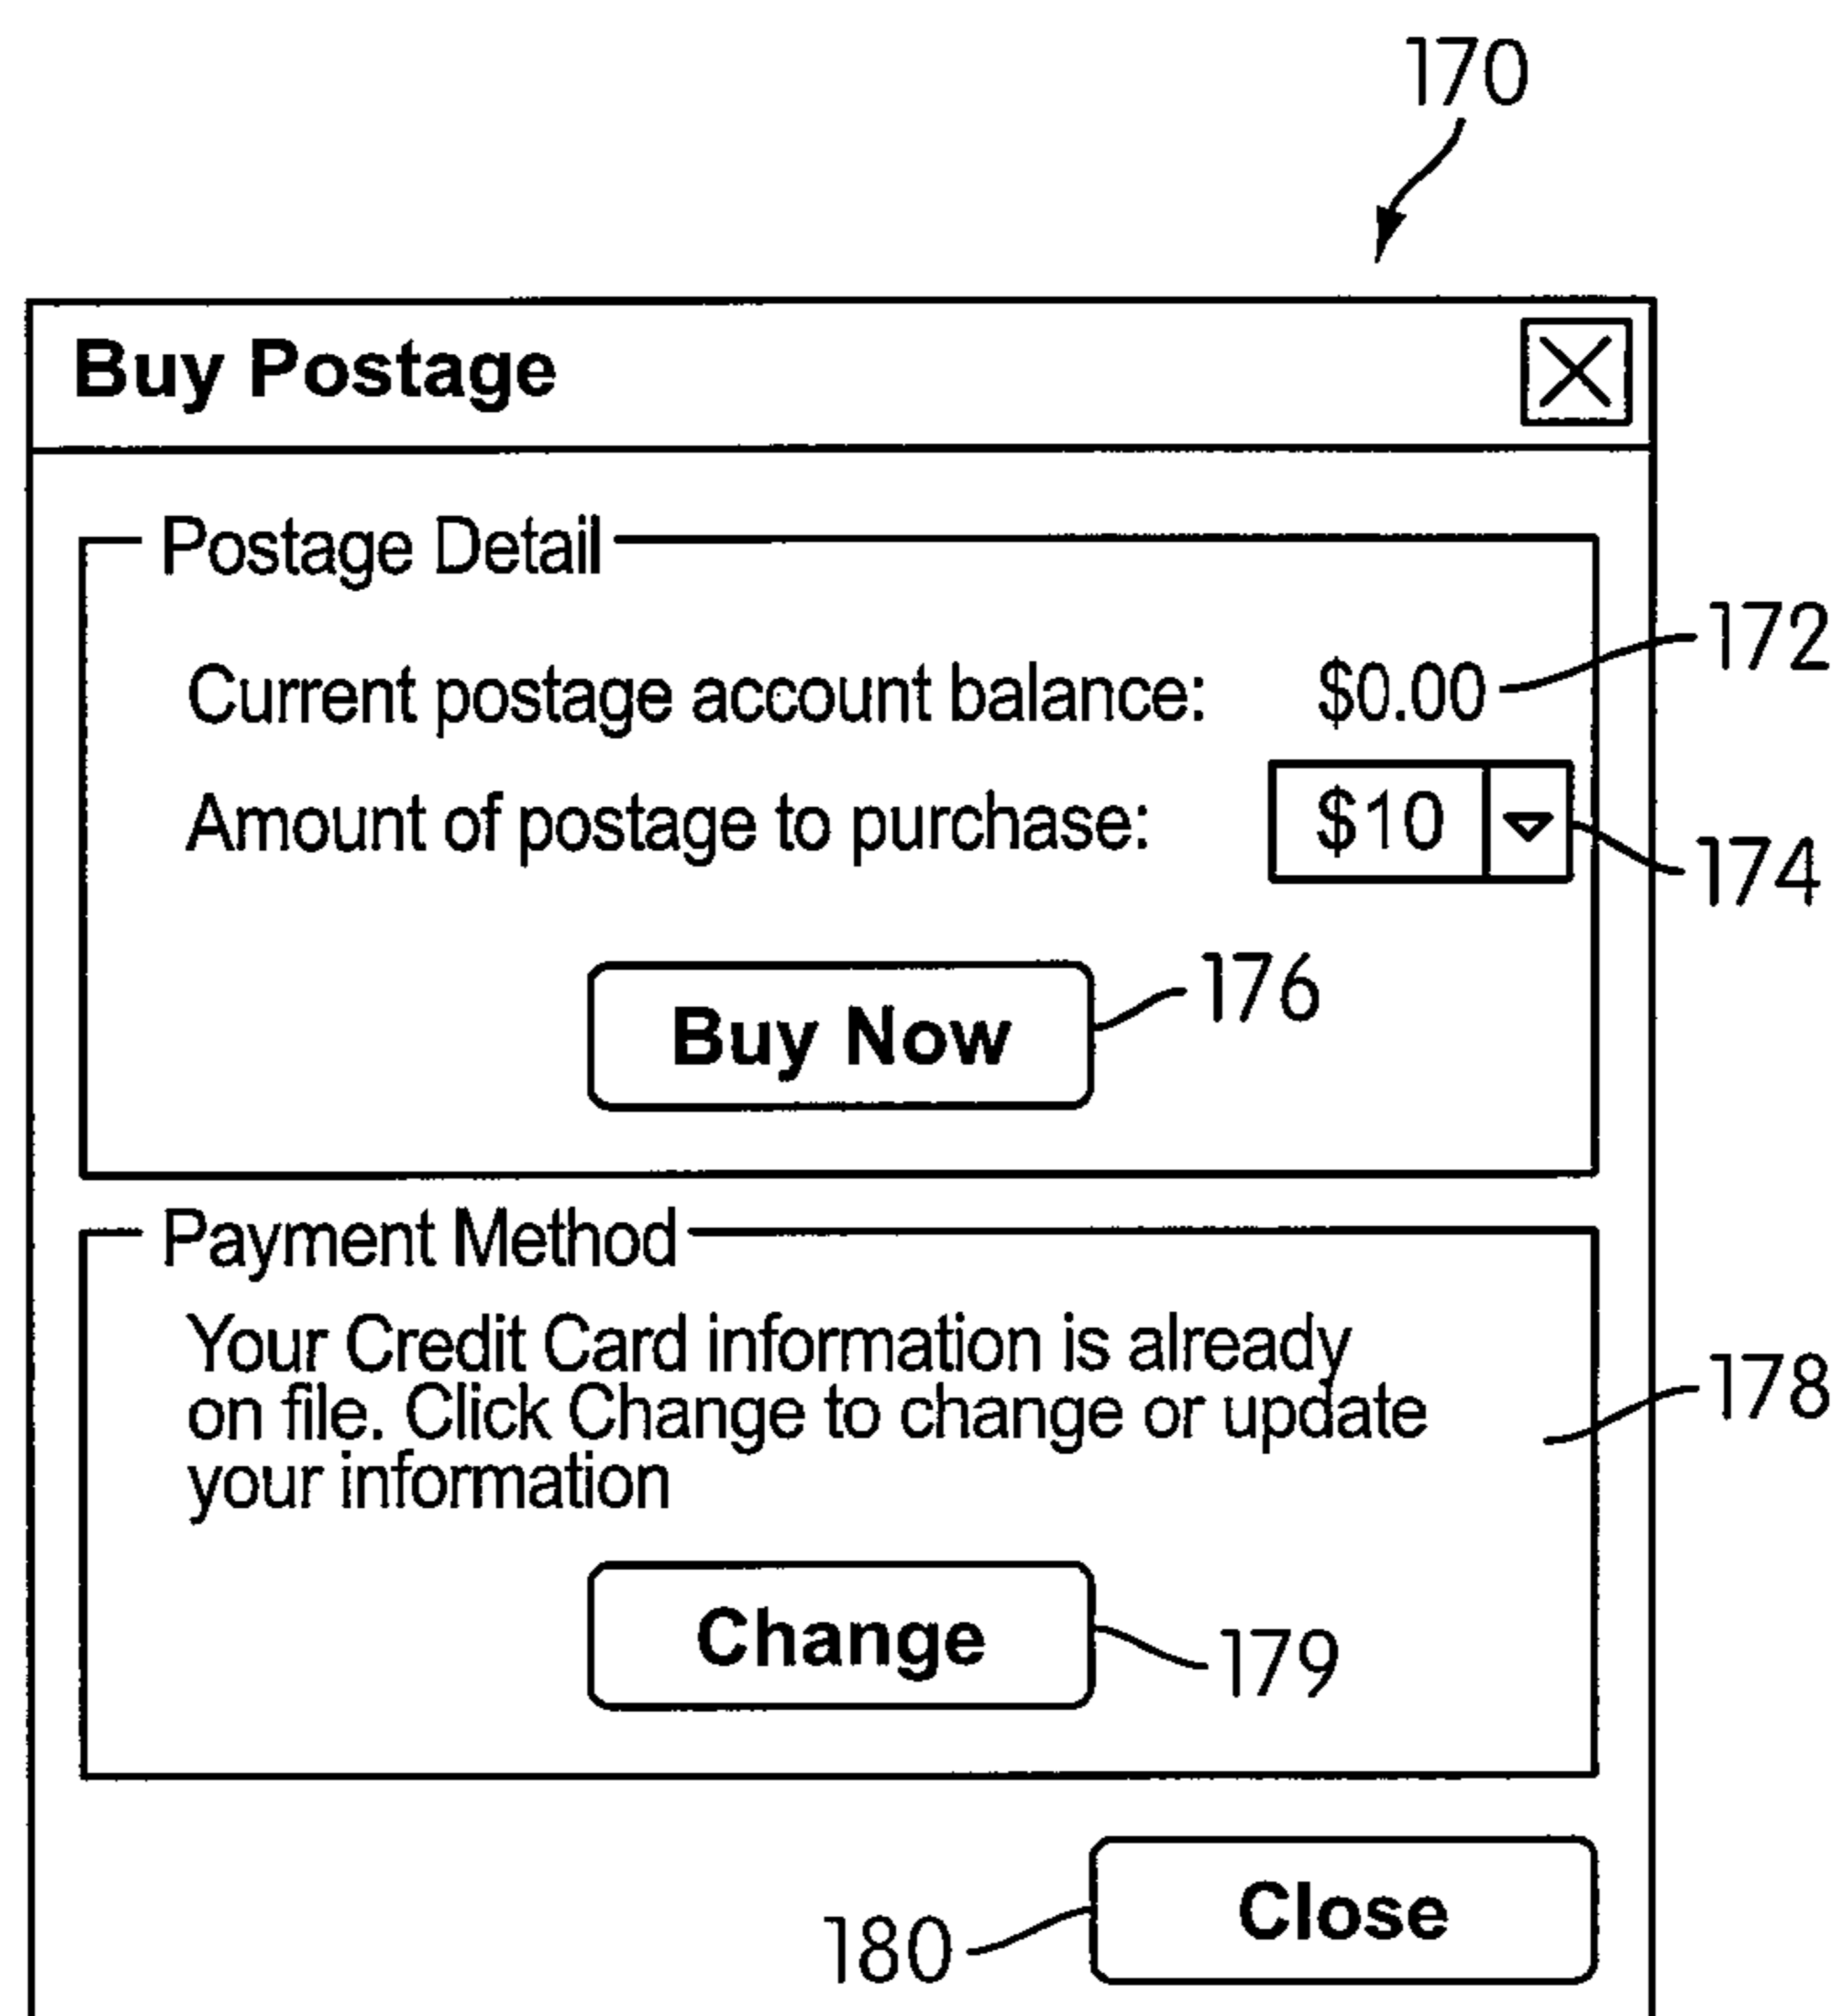 170
Buy Postage
Postage Detail
Current postage account balance: $0.00
172
Amount of postage to purchase: $10
174
Buy Now
176
Payment Method
Your Credit Card information is already
on file. Click Change to change or update
your information
178
Change
179
Close
180